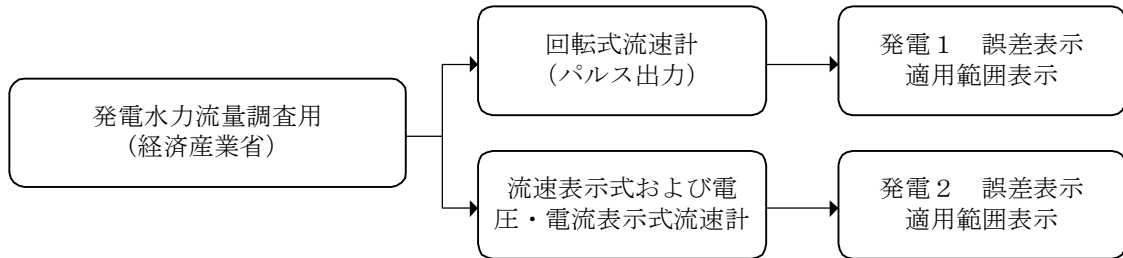 発電水力流量調査用
（経済産業省）
回転式流速計
（パルス出力）
発電１　誤差表示
適用範囲表示
流速表示式および電
圧・電流表示式流速計
発電２　誤差表示
適用範囲表示